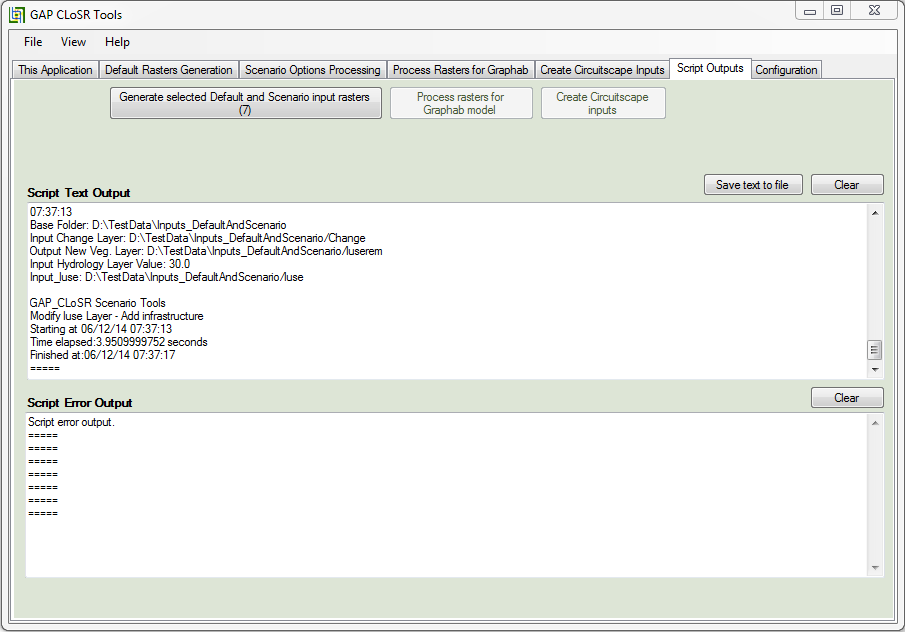 GAP CLoSR Tools
File View Help
This Application Default Rasters Generation Scenario Options Processing Process Rasters for Graphab Create Circuitscape Inputs Script Outputs Configuration
Generate selected Default and Scenario input rasters
(7)
Process rasters for
Graphab model
Create Circuitscape
inputs
Script Text Output
Save text to file
Clear
07:37:13
Base Folder: D:\TestData\Inputs_DefaultAndScenario
Input Change Layer: D:\TestData\Inputs_DefaultAndScenario/Change
Output New Veg. Layer: D:\TestData\Inputs_DefaultAndScenario/luserem
Input Hydrology Layer Value: 30.0
Input_luse: D:\TestData\Inputs_DefaultAndScenario/luse
GAP_CLoSR Scenario Tools
Modify luse Layer - Add infrastructure
Starting at 06/12/14 07:37:13
Time elapsed:3.9509999752 seconds
Finished at:06/12/14 07:37:17
=====
Script Error Output
Clear
Script error output.
=====
=====
=====
=====
=====
=====
=====